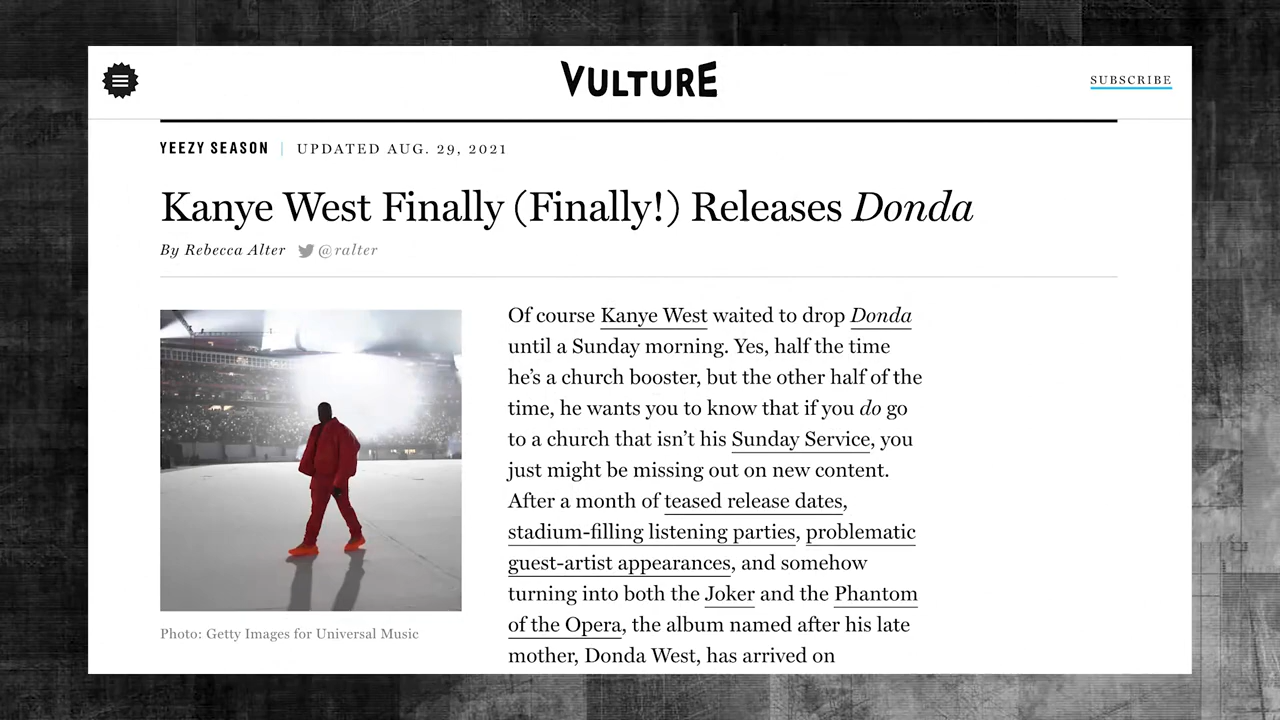 VULTURE
SUBSCRIBE
YEEZY SEASON | UPDATED AUG. 29, 2021
Kanye West Finally (Finally!) Releases Donda
By Rebecca Alter @ralter
Of course Kanye West waited to drop Donda
until a Sunday morning. Yes, half the time
he's a church booster, but the other half of the
time, he wants you to know that if you do go
to a church that isn't his Sunday Service, you
just might be missing out on new content.
After a month of teased release dates,
stadium-filling listening parties, problematic
guest-artist appearances, and somehow
turning into both the Joker and the Phantom
of the Opera, the album named after his late
mother, Donda West, has arrived on
Photo: Getty Images for Universal Music